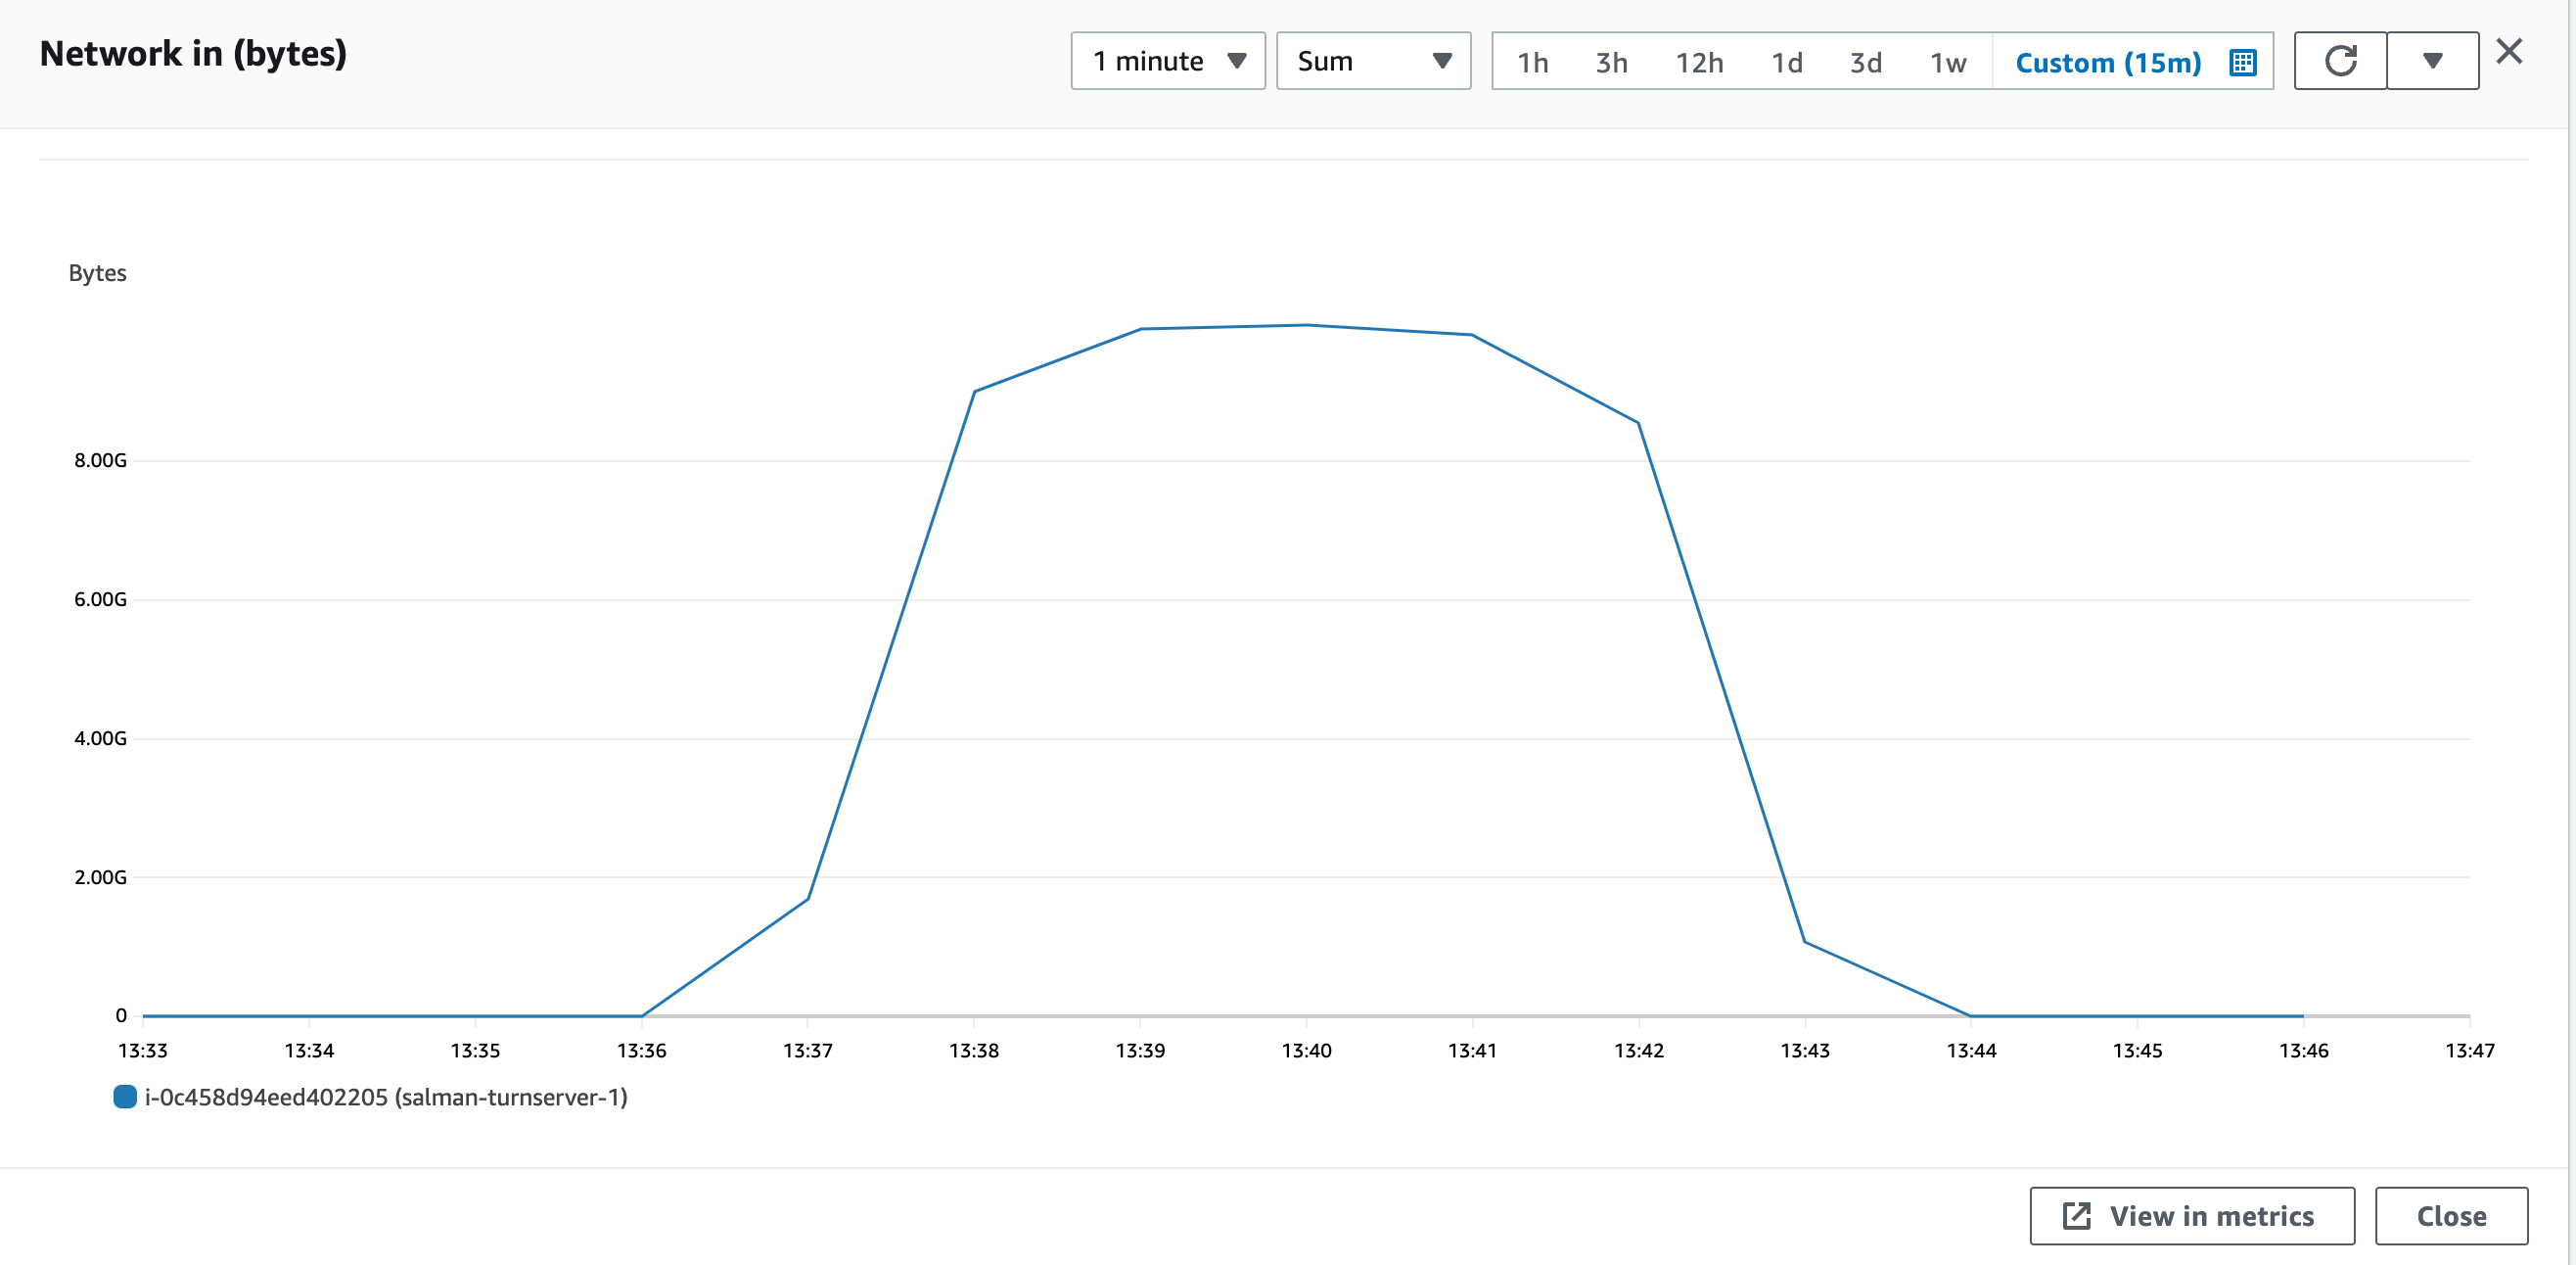 Network in (bytes)
1 minute Sum 1h 3h 12h 1d 3d 1w Custom (15m)
Bytes
8.00G
6.00G
4.00G
2.00G
0
13:33 13:34 13:35 13:36 13:37 13:38 13:39 13:40 13:41 13:42 13:43 13:44 13:45 13:46 13:47
i-0c458d94eed402205 (salman-turnserver-1)
View in metrics Close